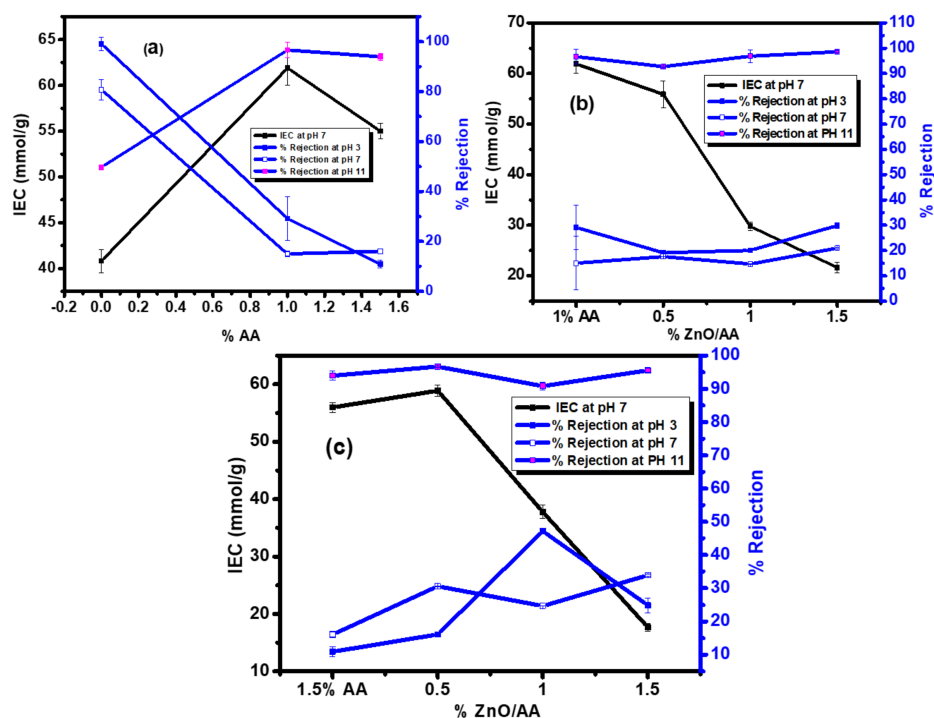 (a)
IEC (mmol/g)
65
60
55
50
45
40
-0.2 0.0 0.2 0.4 0.6 0.8 1.0 1.2 1.4 1.6
% AA
100
80
60
40
20
0
% Rejection
IEC at pH 7
% Rejection at pH 3
% Rejection at pH 7
% Rejection at pH 11
(b)
IEC (mmol/g)
70
60
50
40
30
20
1% AA 0.5 1 1.5
% ZnO/AA
110
100
90
80
70
60
50
40
30
20
10
0
% Rejection
IEC at pH 7
% Rejection at pH 3
% Rejection at pH 7
% Rejection at PH 11
(c)
IEC (mmol/g)
60
50
40
30
20
10
1.5% AA 0.5 1 1.5
% ZnO/AA
100
90
80
70
60
50
40
30
20
10
% Rejection
IEC at pH 7
% Rejection at pH 3
% Rejection at pH 7
% Rejection at PH 11